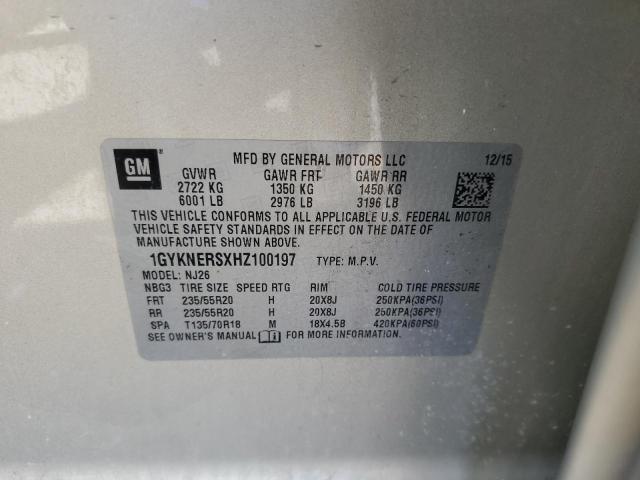 GM
MFD BY GENERAL MOTORS LLC 12/15
GVWR GAWR FRT GAWR RR
2722 KG 1350 KG 1450 KG
6001 LB 2976 LB 3196 LB
THIS VEHICLE CONFORMS TO ALL APPLICABLE U.S. FEDERAL MOTOR
VEHICLE SAFETY STANDARDS IN EFFECT ON THE DATE OF
MANUFACTURE SHOWN ABOVE.
1GYKNERSXHZ100197 TYPE: M.P.V.
MODEL: NJ26
NBG3 TIRE SIZE SPEED RTG RIM COLD TIRE PRESSURE
FRT 235/55R20 H 20X8J 250KPA(36PSI)
RR 235/55R20 H 20X8J 250KPA(36PSI)
SPA T135/70R18 M 18X4.5B 420KPA(60PSI)
SEE OWNER'S MANUAL FOR MORE INFORMATION.